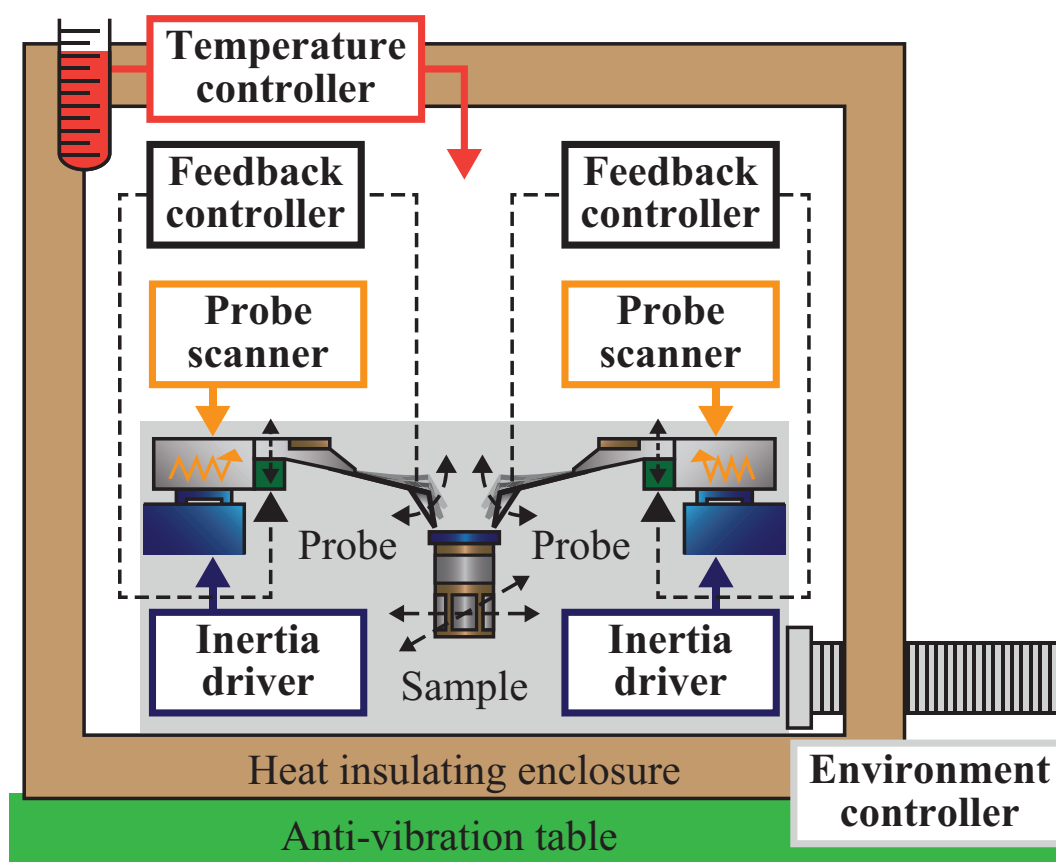 Temperature
controller
Feedback
controller
Feedback
controller
Probe
scanner
Probe
scanner
Probe
Probe
Inertia
driver
Sample
Inertia
driver
Heat insulating enclosure
Environment
controller
Anti-vibration table